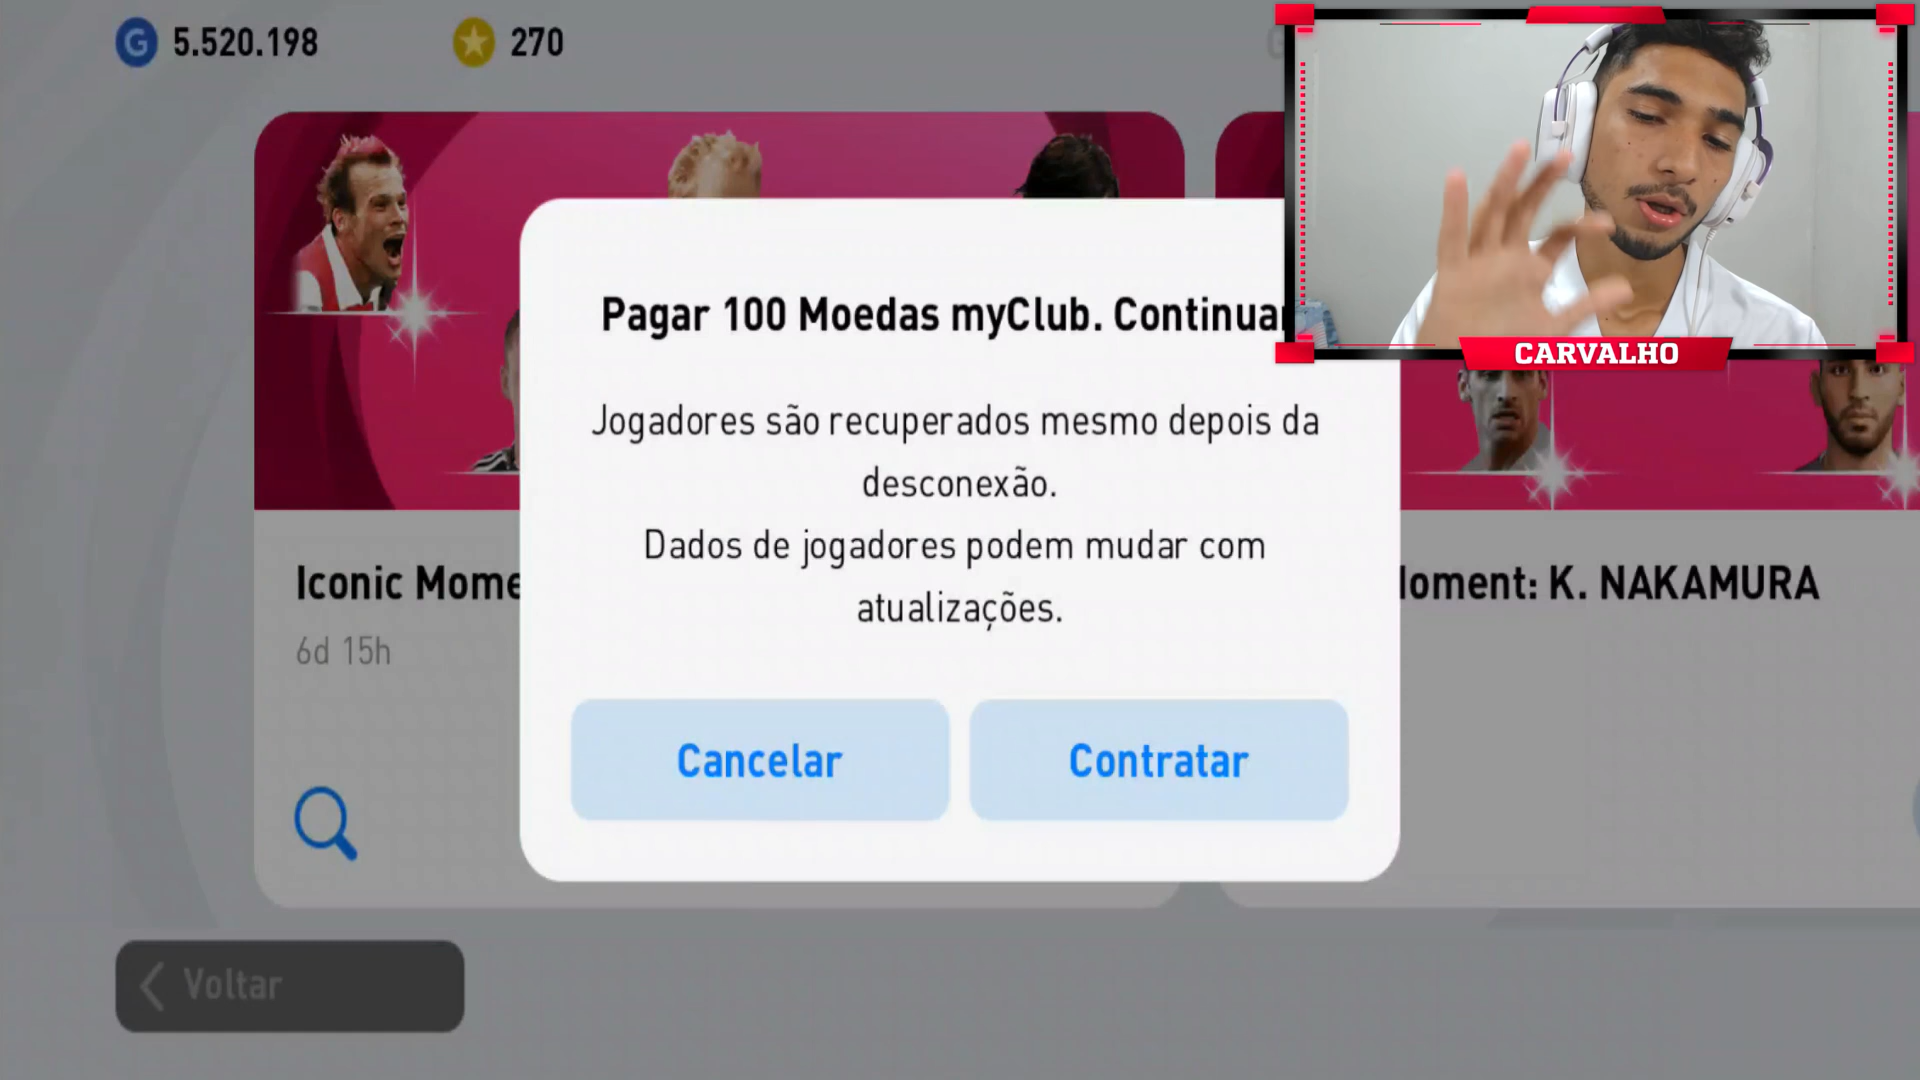 5.520.198
270
Pagar 100 Moedas myClub. Continuar
Jogadores são recuperados mesmo depois da
desconexão.
Dados de jogadores podem mudar com
atualizações.
Cancelar
Contratar
CARVALHO
Iconic Mome
6d 15h
Moment: K. NAKAMURA
Voltar